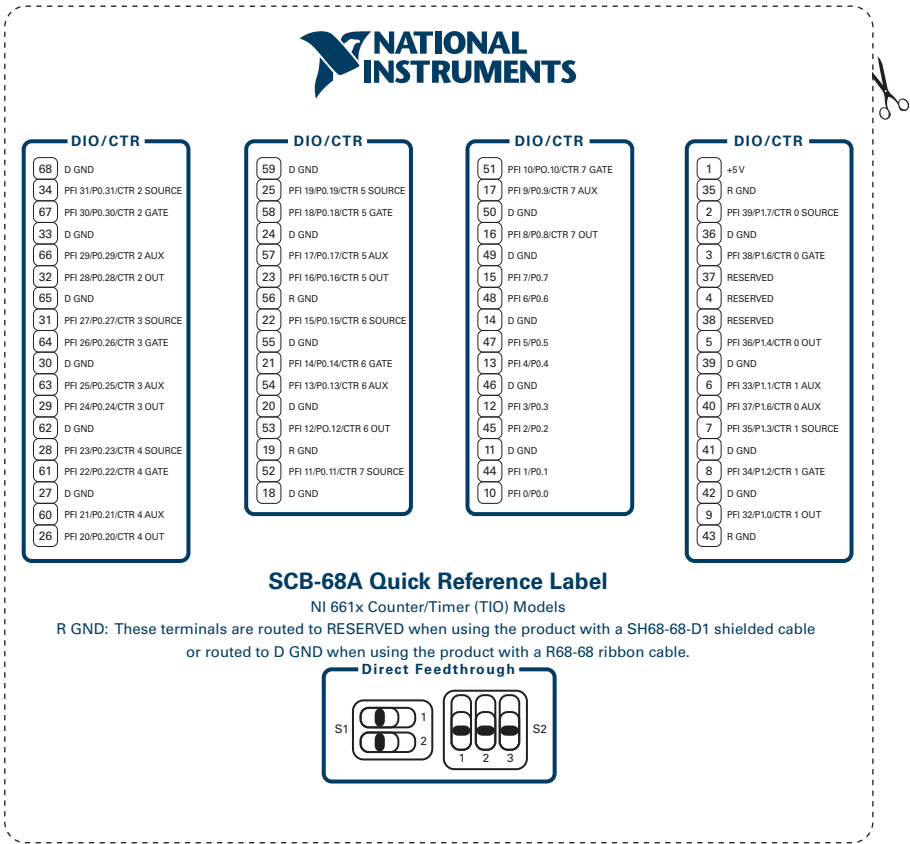 NATIONAL
INSTRUMENTS
DIO/CTR
68 D GND
34 PFI 31/P0.31/CTR 2 SOURCE
67 PFI 30/P0.30/CTR 2 GATE
33 D GND
66 PFI 29/P0.29/CTR 2 AUX
32 PFI 28/P0.28/CTR 2 OUT
65 D GND
31 PFI 27/P0.27/CTR 3 SOURCE
64 PFI 26/P0.26/CTR 3 GATE
30 D GND
63 PFI 25/P0.25/CTR 3 AUX
29 PFI 24/P0.24/CTR 3 OUT
62 D GND
28 PFI 23/P0.23/CTR 4 SOURCE
61 PFI 22/P0.22/CTR 4 GATE
27 D GND
60 PFI 21/P0.21/CTR 4 AUX
26 PFI 20/P0.20/CTR 4 OUT
DIO/CTR
59 D GND
25 PFI 19/P0.19/CTR 5 SOURCE
58 PFI 18/P0.18/CTR 5 GATE
24 D GND
57 PFI 17/P0.17/CTR 5 AUX
23 PFI 16/P0.16/CTR 5 OUT
56 R GND
22 PFI 15/P0.15/CTR 6 SOURCE
55 D GND
21 PFI 14/P0.14/CTR 6 GATE
54 PFI 13/P0.13/CTR 6 AUX
20 D GND
53 PFI 12/PO.12/CTR 6 OUT
19 R GND
52 PFI 11/P0.11/CTR 7 SOURCE
18 D GND
DIO/CTR
51 PFI 10/PO.10/CTR 7 GATE
17 PFI 9/P0.9/CTR 7 AUX
50 D GND
16 PFI 8/P0.8/CTR 7 OUT
49 D GND
15 PFI 7/P0.7
48 PFI 6/P0.6
14 D GND
47 PFI 5/P0.5
13 PFI 4/P0.4
46 D GND
12 PFI 3/P0.3
45 PFI 2/P0.2
11 D GND
44 PFI 1/P0.1
10 PFI 0/P0.0
DIO/CTR
1 +5 V
35 R GND
2 PFI 39/P1.7/CTR 0 SOURCE
36 D GND
3 PFI 38/P1.6/CTR 0 GATE
37 RESERVED
4 RESERVED
38 RESERVED
5 PFI 36/P1.4/CTR 0 OUT
39 D GND
6 PFI 33/P1.1/CTR 1 AUX
40 PFI 37/P1.6/CTR 0 AUX
7 PFI 35/P1.3/CTR 1 SOURCE
41 D GND
8 PFI 34/P1.2/CTR 1 GATE
42 D GND
9 PFI 32/P1.0/CTR 1 OUT
43 R GND
SCB-68A Quick Reference Label
NI 661x Counter/Timer (TIO) Models
R GND: These terminals are routed to RESERVED when using the product with a SH68-68-D1 shielded cable
or routed to D GND when using the product with a R68-68 ribbon cable.
Direct Feedthrough
S1 1
2
S2
1 2 3